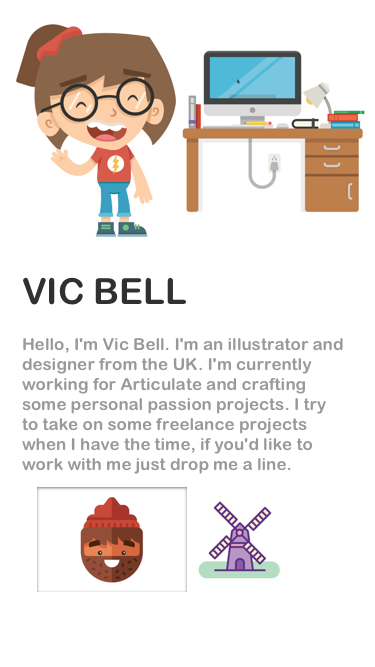 VIC BELL
Hello, I'm Vic Bell. I'm an illustrator and
designer from the UK. I'm currently
working for Articulate and crafting
some personal passion projects. I try
to take on some freelance projects
when I have the time, if you'd like to
work with me just drop me a line.